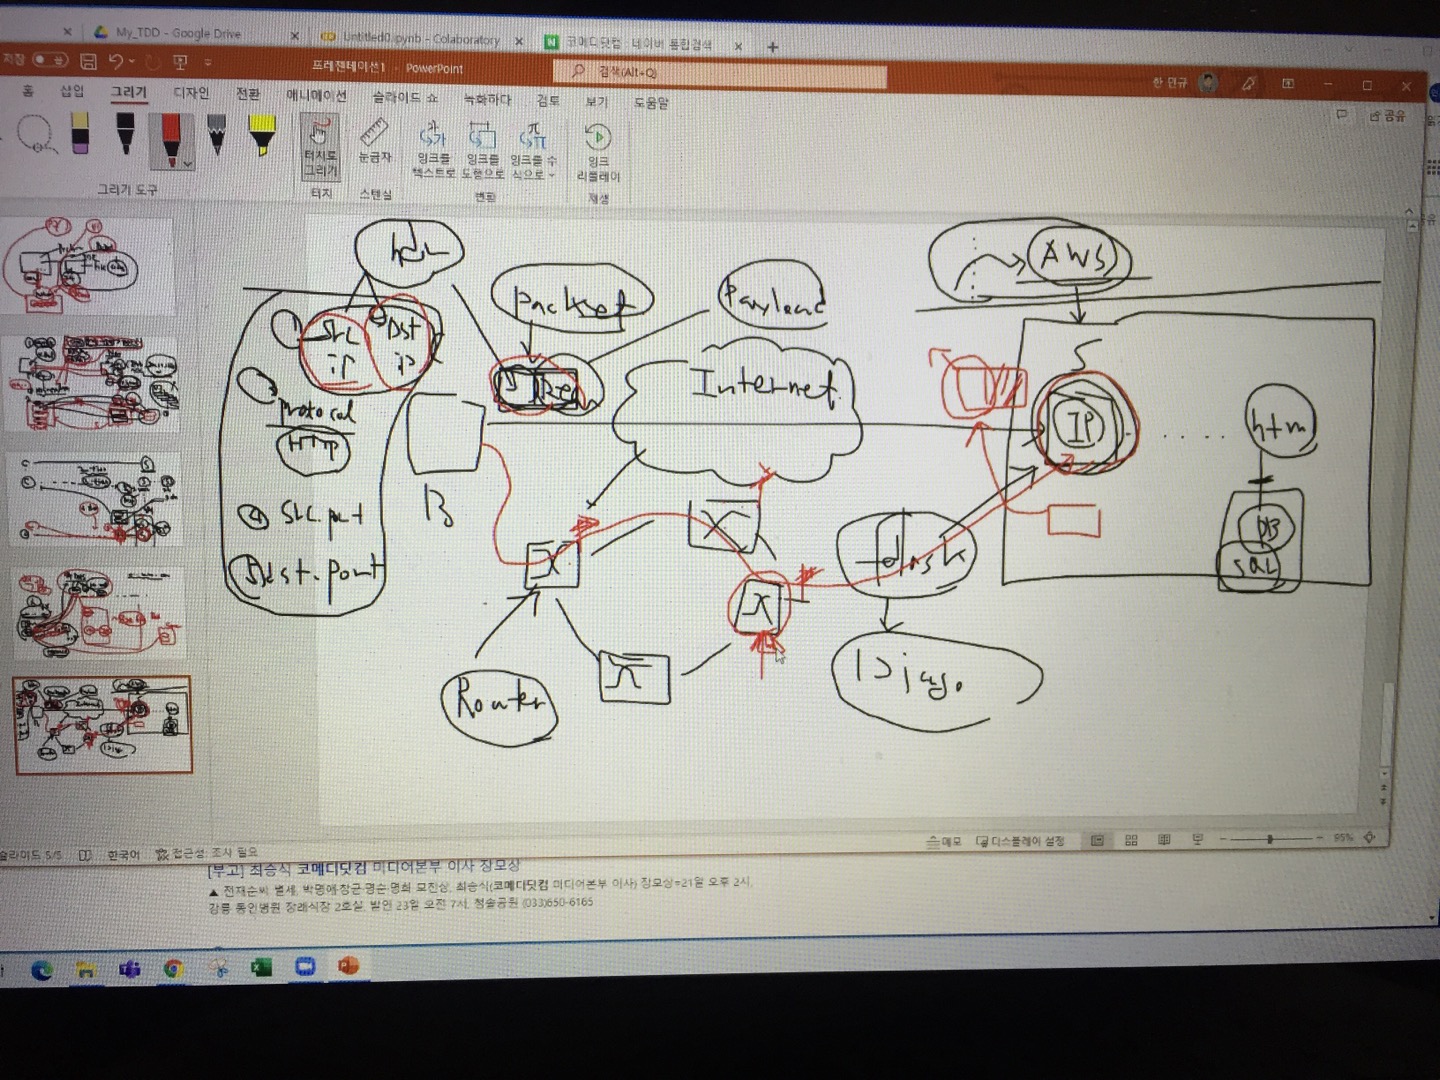 My_TDD - Google Drive
Untitled0.ipynb - Colaboratory
코메디닷컴 : 네이버 통합검색
프레젠테이션1 - PowerPoint
검색(Alt+Q)
한 민규
홈 삽입 그리기 디자인 전환 애니메이션 슬라이드 쇼 녹화하다 검토 보기 도움말
공유
터치로 그리기
눈금자
잉크를 텍스트로
잉크를 도형으로
잉크를 수식으로
잉크 리플레이
그리기 도구
터치
스텐실
변환
재생
AWS
Packet
Payload
Src
Dst
IP
IP
Internet
S
IP
htm
protocol
HTTP
Src.port
Dest.port
B
DB
SQL
Router
슬라이드 5/5
한국어
접근성: 조사 필요
메모
디스플레이 설정
95%
[부고] 최승식 코메디닷컴 미디어본부 이사 장모상
▲ 전재순씨 별세, 박명애·창균·명순·명희 모친상, 최승식(코메디닷컴 미디어본부 이사) 장모상=21일 오후 2시,
강릉 동인병원 장례식장 2호실, 발인 23일 오전 7시, 청솔공원 (033)650-6165